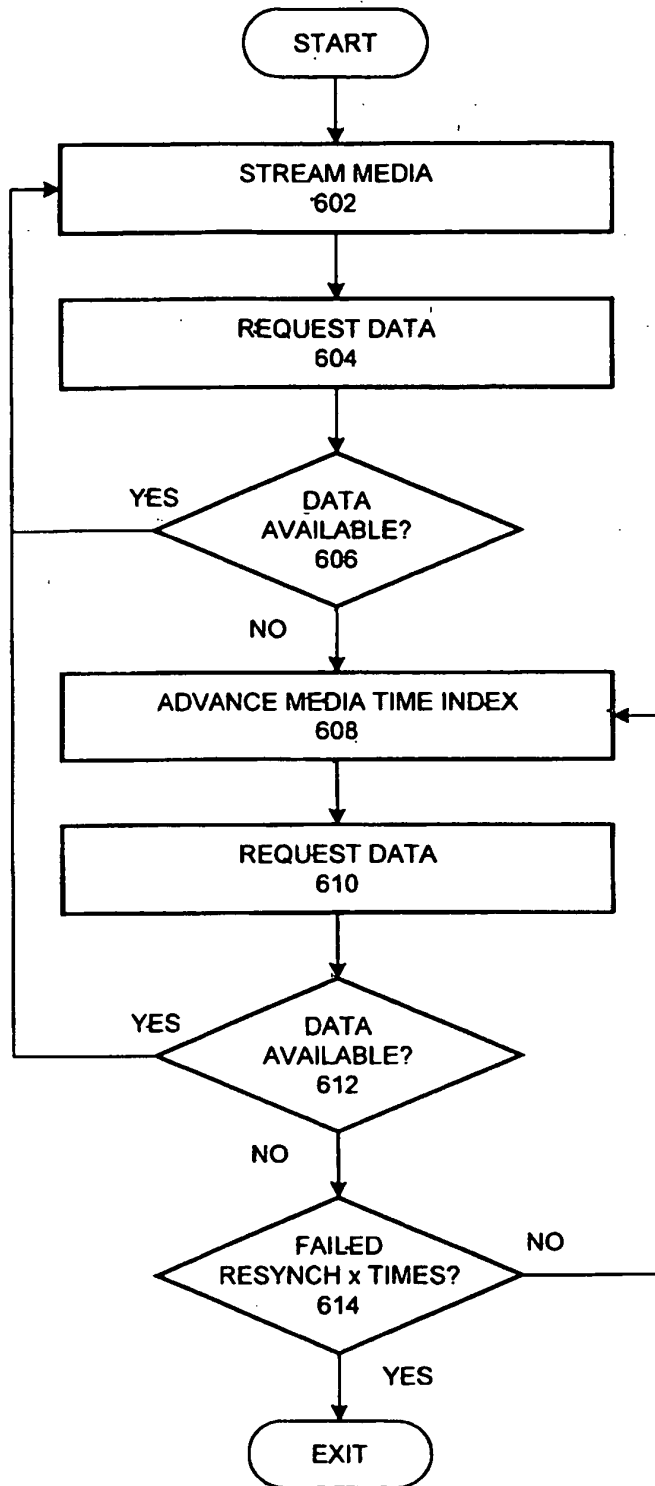 START
STREAM MEDIA
602
REQUEST DATA
604
YES
DATA
AVAILABLE?
606
NO
ADVANCE MEDIA TIME INDEX
608
REQUEST DATA
610
YES
DATA
AVAILABLE?
612
NO
FAILED
RESYNCH x TIMES?
614
NO
YES
EXIT